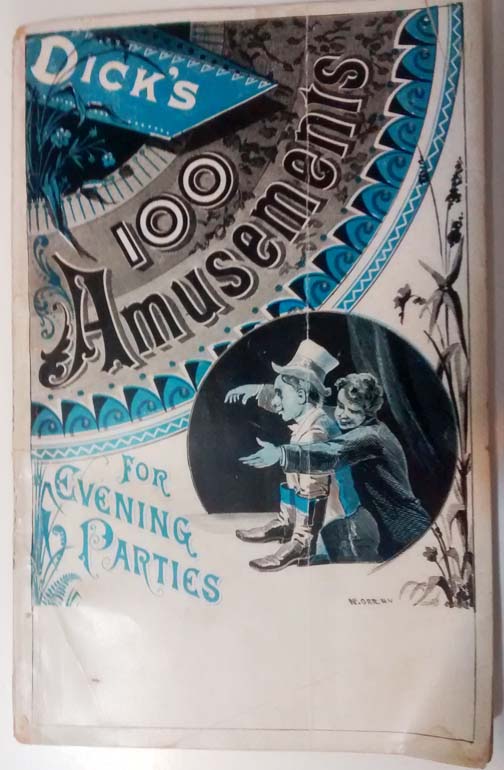 DICK'S
100
Amusements
FOR
EVENING
PARTIES